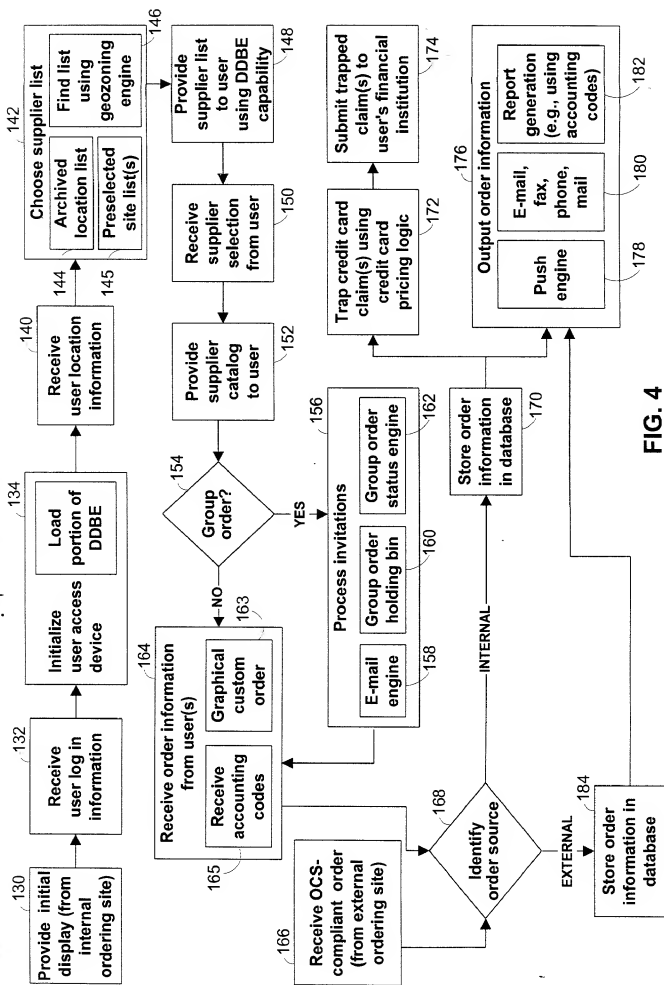 130
Provide initial
display (from
internal
ordering site)
132
Receive
user log in
information
134
Initialize
user access
device
Load
portion of
DDBE
140
Receive
user location
information
142
Choose supplier list
144
Archived
location list
145
Preselected
site list(s)
146
Find list
using
geozoning
engine
148
Provide
supplier list
to user
using DDBE
capability
150
Receive
supplier
selection
from user
152
Provide
supplier
catalog
to user
154
Group
order?
NO
YES
156
Process invitations
158
E-mail
engine
160
Group order
holding bin
162
Group order
status engine
164
Receive order information
from user(s)
165
Receive
accounting
codes
163
Graphical
custom
order
166
Receive OCS-
compliant order
(from external
ordering site)
168
Identify
order source
INTERNAL
EXTERNAL
170
Store order
information
in database
172
Trap credit card
claim(s) using
credit card
pricing logic
174
Submit trapped
claim(s) to
user's financial
institution
176
Output order information
178
Push
engine
180
E-mail,
fax,
phone,
mail
182
Report
generation
(e.g., using
accounting
codes)
184
Store order
information in
database
FIG. 4